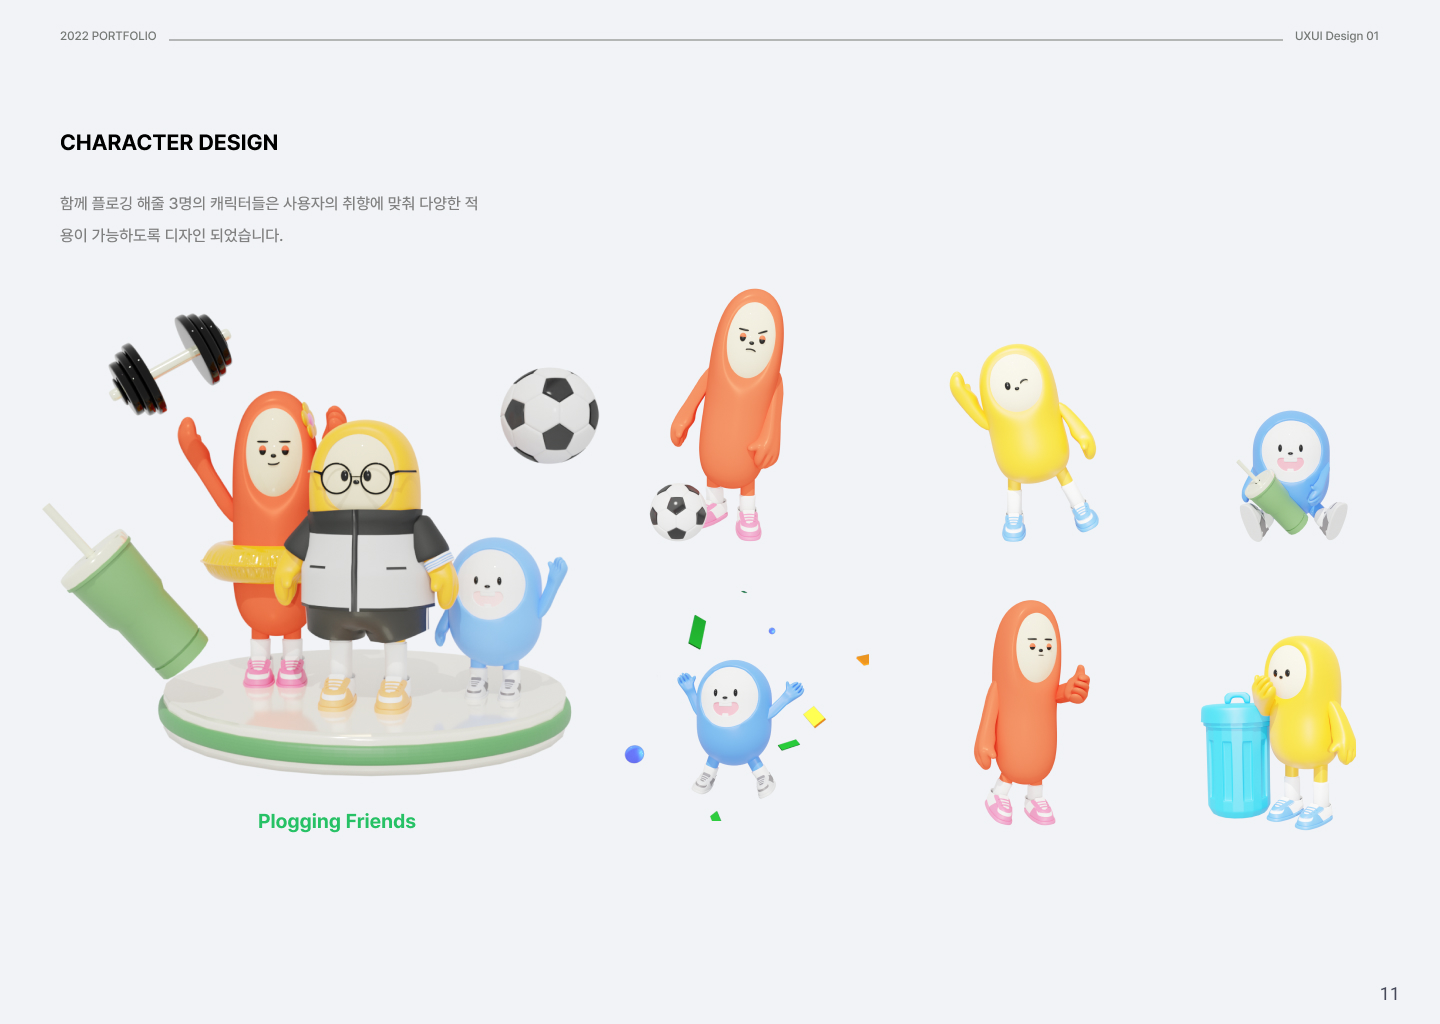 2022 PORTFOLIO
UXUI Design 01
CHARACTER DESIGN
함께 플로깅 해줄 3명의 캐릭터들은 사용자의 취향에 맞춰 다양한 적
용이 가능하도록 디자인 되었습니다.
Plogging Friends
11